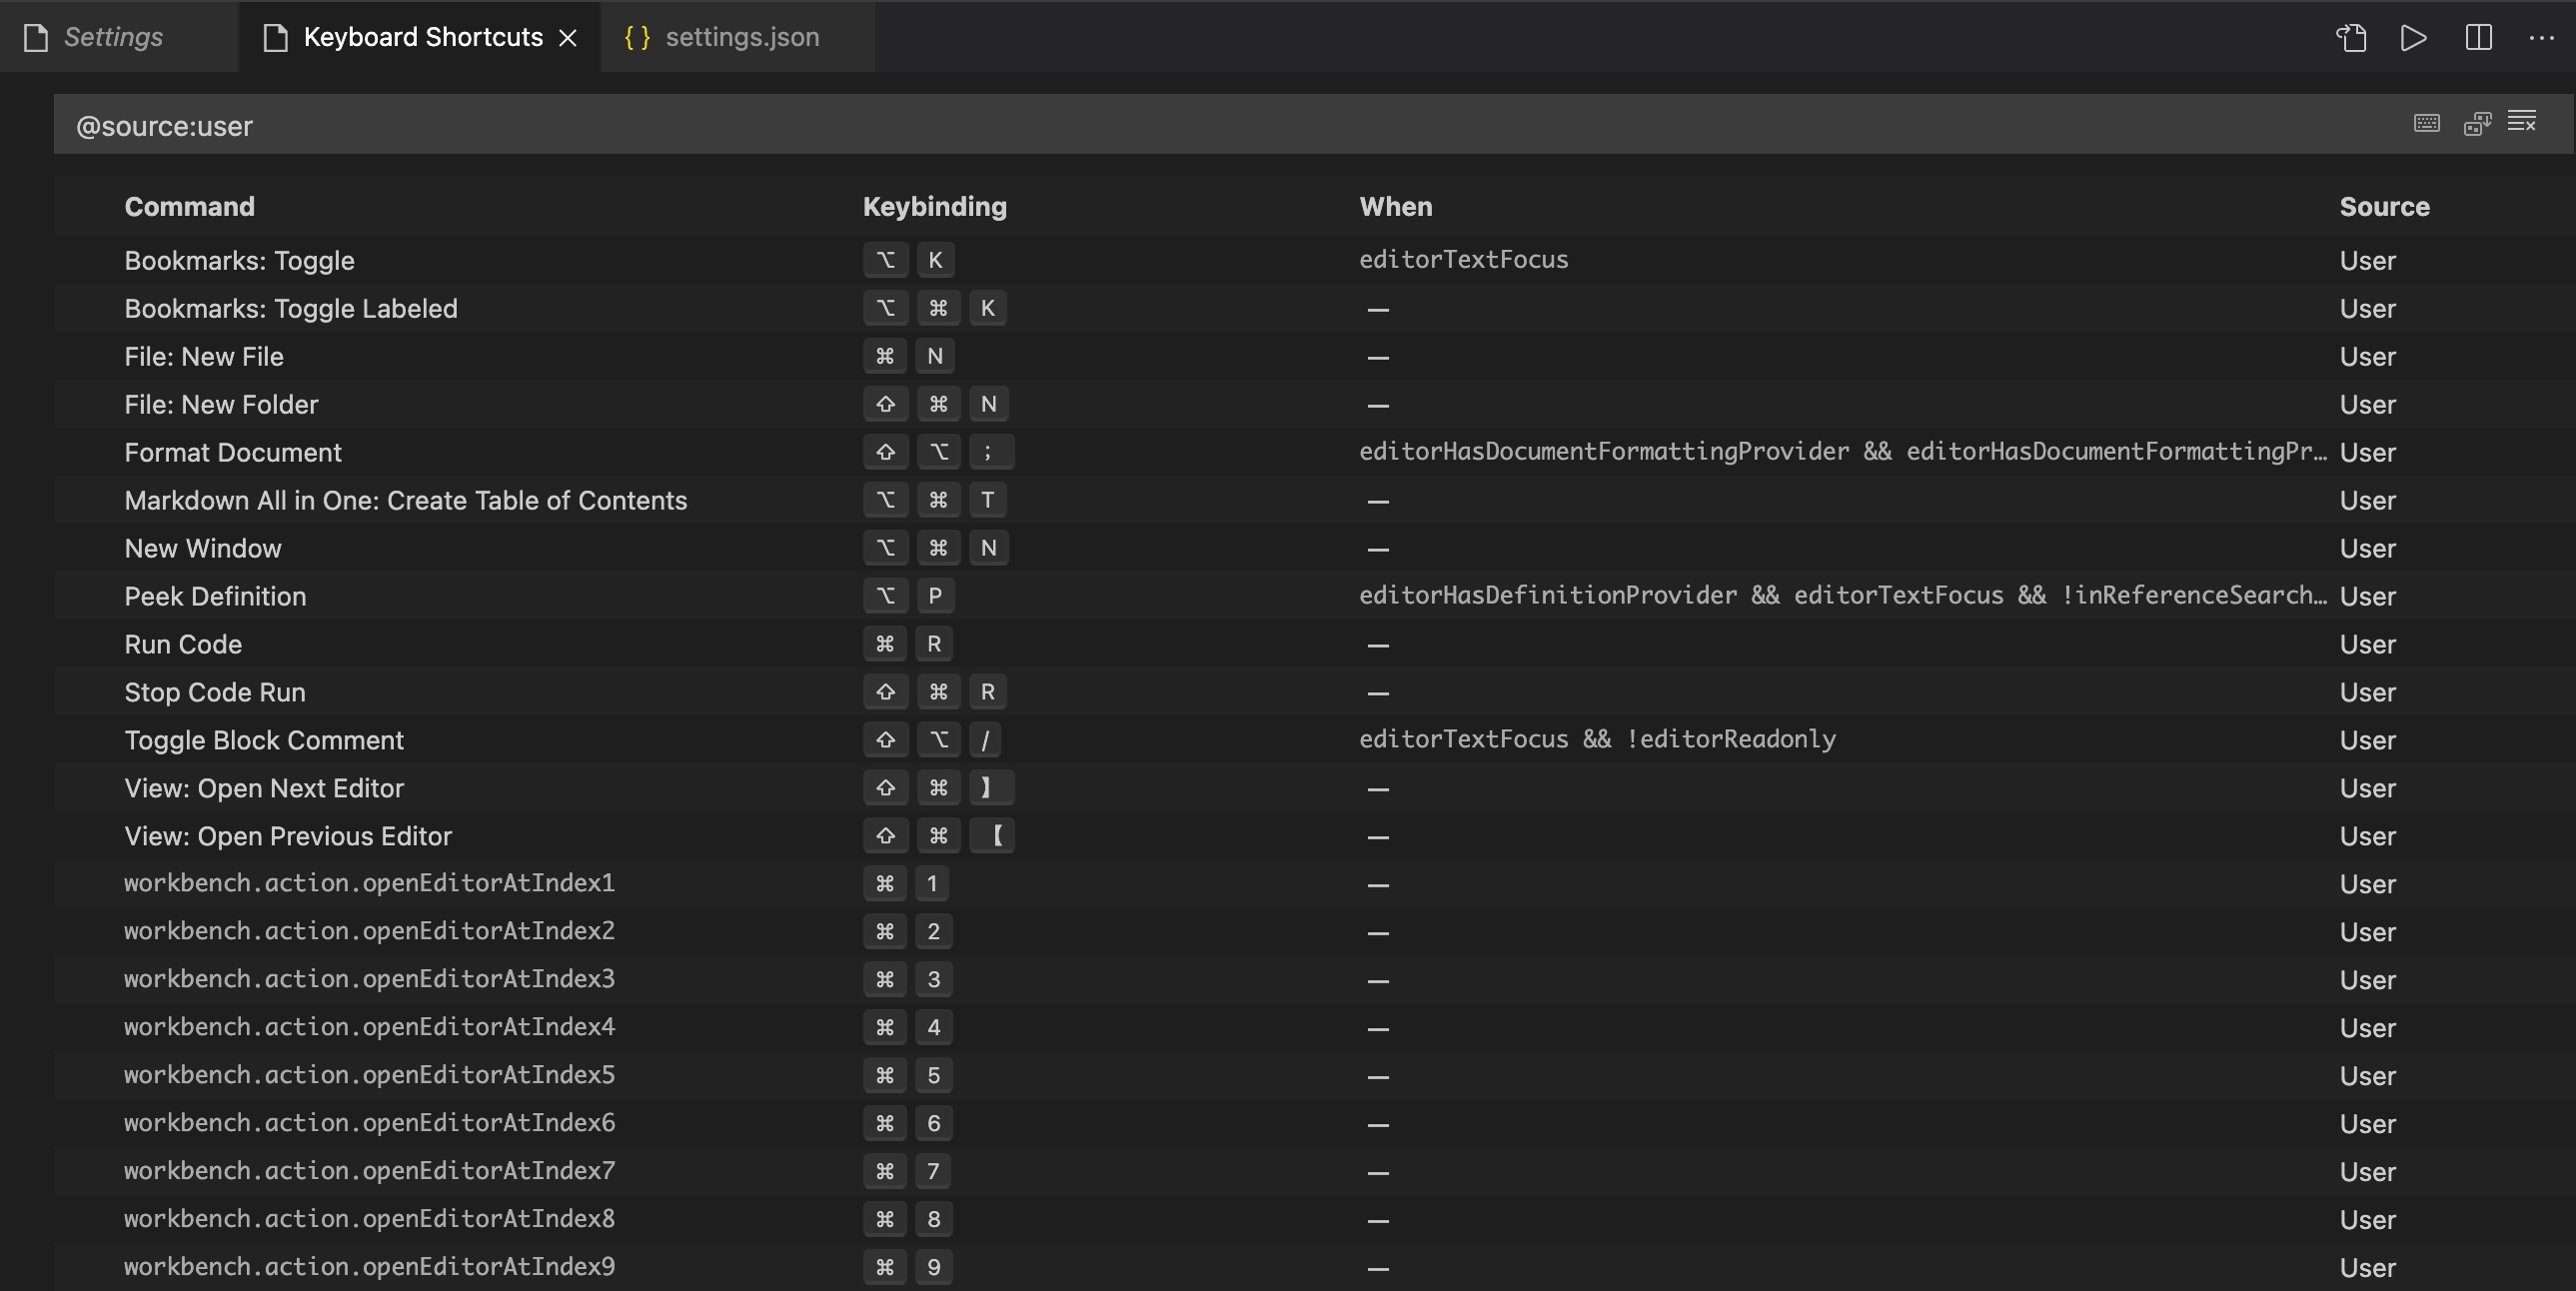 Settings Keyboard Shortcuts settings.json
@source:user
Command Keybinding When Source
Bookmarks: Toggle ⌥ K editorTextFocus User
Bookmarks: Toggle Labeled ⌥ ⌘ K — User
File: New File ⌘ N — User
File: New Folder ⇧ ⌘ N — User
Format Document ⇧ ⌥ ; editorHasDocumentFormattingProvider && editorHasDocumentFormattingPr… User
Markdown All in One: Create Table of Contents ⌥ ⌘ T — User
New Window ⌥ ⌘ N — User
Peek Definition ⌥ P editorHasDefinitionProvider && editorTextFocus && !inReferenceSearch… User
Run Code ⌘ R — User
Stop Code Run ⇧ ⌘ R — User
Toggle Block Comment ⇧ ⌥ / editorTextFocus && !editorReadonly User
View: Open Next Editor ⇧ ⌘ 】 — User
View: Open Previous Editor ⇧ ⌘ 【 — User
workbench.action.openEditorAtIndex1 ⌘ 1 — User
workbench.action.openEditorAtIndex2 ⌘ 2 — User
workbench.action.openEditorAtIndex3 ⌘ 3 — User
workbench.action.openEditorAtIndex4 ⌘ 4 — User
workbench.action.openEditorAtIndex5 ⌘ 5 — User
workbench.action.openEditorAtIndex6 ⌘ 6 — User
workbench.action.openEditorAtIndex7 ⌘ 7 — User
workbench.action.openEditorAtIndex8 ⌘ 8 — User
workbench.action.openEditorAtIndex9 ⌘ 9 — User